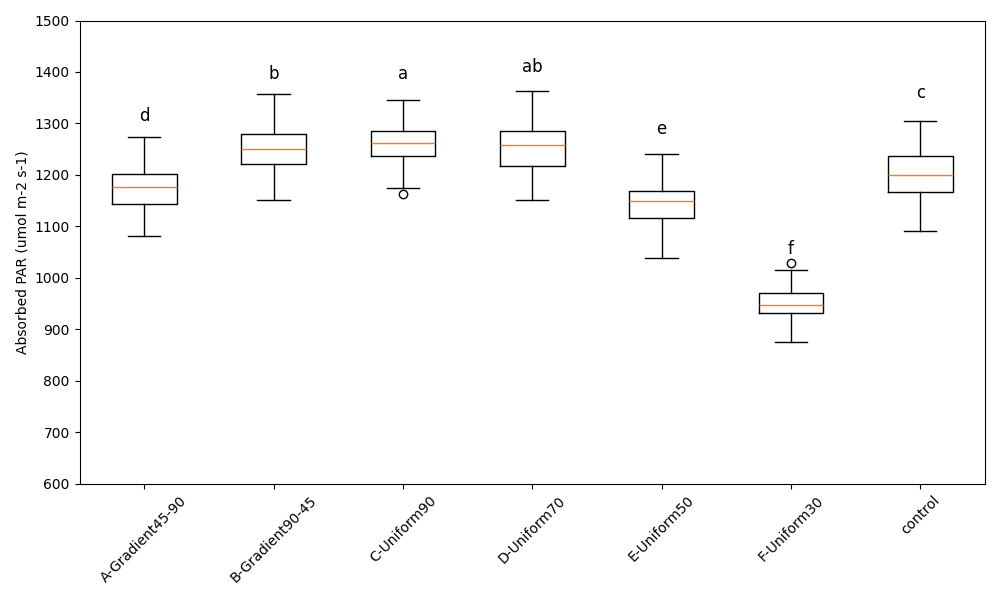 Absorbed PAR (umol m-2 s-1)
1500
1400
1300
1200
1100
1000
900
800
700
600
d
b
a
ab
e
f
c
A-Gradient45-90
B-Gradient90-45
C-Uniform90
D-Uniform70
E-Uniform50
F-Uniform30
control